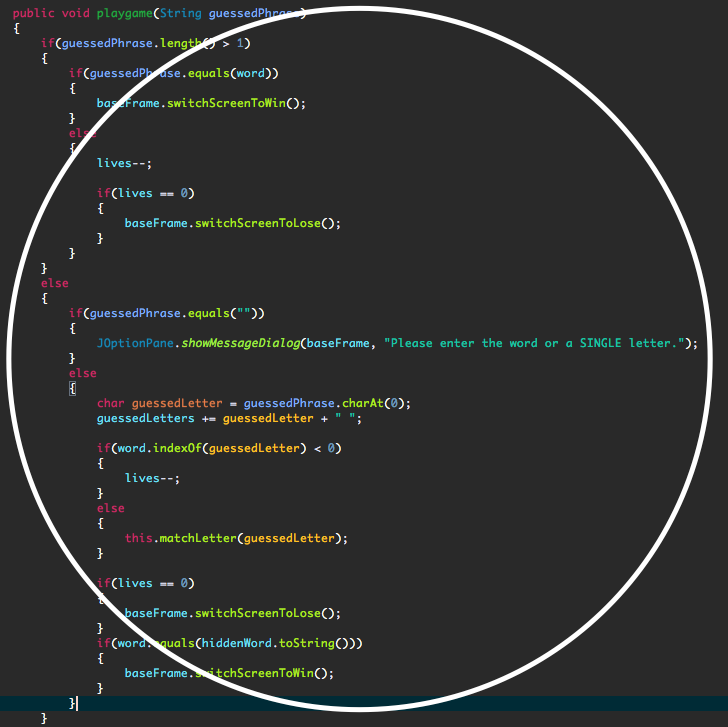 public void playgame(String guessedPhrase)
{
if(guessedPhrase.length() > 1)
{
if(guessedPhrase.equals(word))
{
baseFrame.switchScreenToWin();
}
else
{
lives--;
if(lives == 0)
{
baseFrame.switchScreenToLose();
}
}
}
else
{
if(guessedPhrase.equals(""))
{
JOptionPane.showMessageDialog(baseFrame, "Please enter the word or a SINGLE letter.");
}
else
{
char guessedLetter = guessedPhrase.charAt(0);
guessedLetters += guessedLetter + " ";
if(word.indexOf(guessedLetter) < 0)
{
lives--;
}
else
{
this.matchLetter(guessedLetter);
}
if(lives == 0)
{
baseFrame.switchScreenToLose();
}
if(word.equals(hiddenWord.toString()))
{
baseFrame.switchScreenToWin();
}
}
}